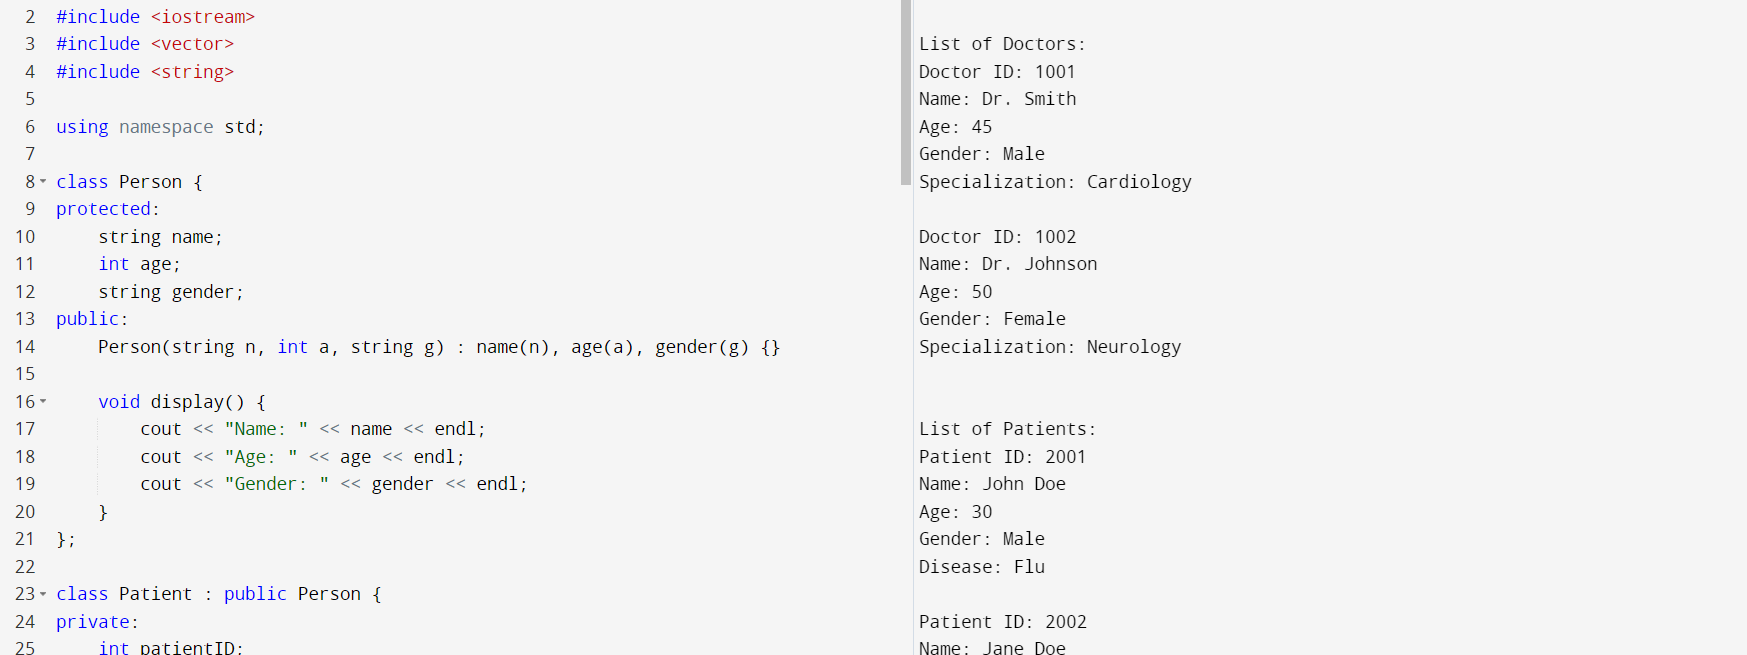 2 #include <iostream>
3 #include <vector>
4 #include <string>
5
6 using namespace std;
7
8 class Person {
9 protected:
10     string name;
11     int age;
12     string gender;
13 public:
14     Person(string n, int a, string g) : name(n), age(a), gender(g) {}
15
16     void display() {
17         cout << "Name: " << name << endl;
18         cout << "Age: " << age << endl;
19         cout << "Gender: " << gender << endl;
20     }
21 };
22
23 class Patient : public Person {
24 private:
25     int patientID;
List of Doctors:
Doctor ID: 1001
Name: Dr. Smith
Age: 45
Gender: Male
Specialization: Cardiology
Doctor ID: 1002
Name: Dr. Johnson
Age: 50
Gender: Female
Specialization: Neurology
List of Patients:
Patient ID: 2001
Name: John Doe
Age: 30
Gender: Male
Disease: Flu
Patient ID: 2002
Name: Jane Doe